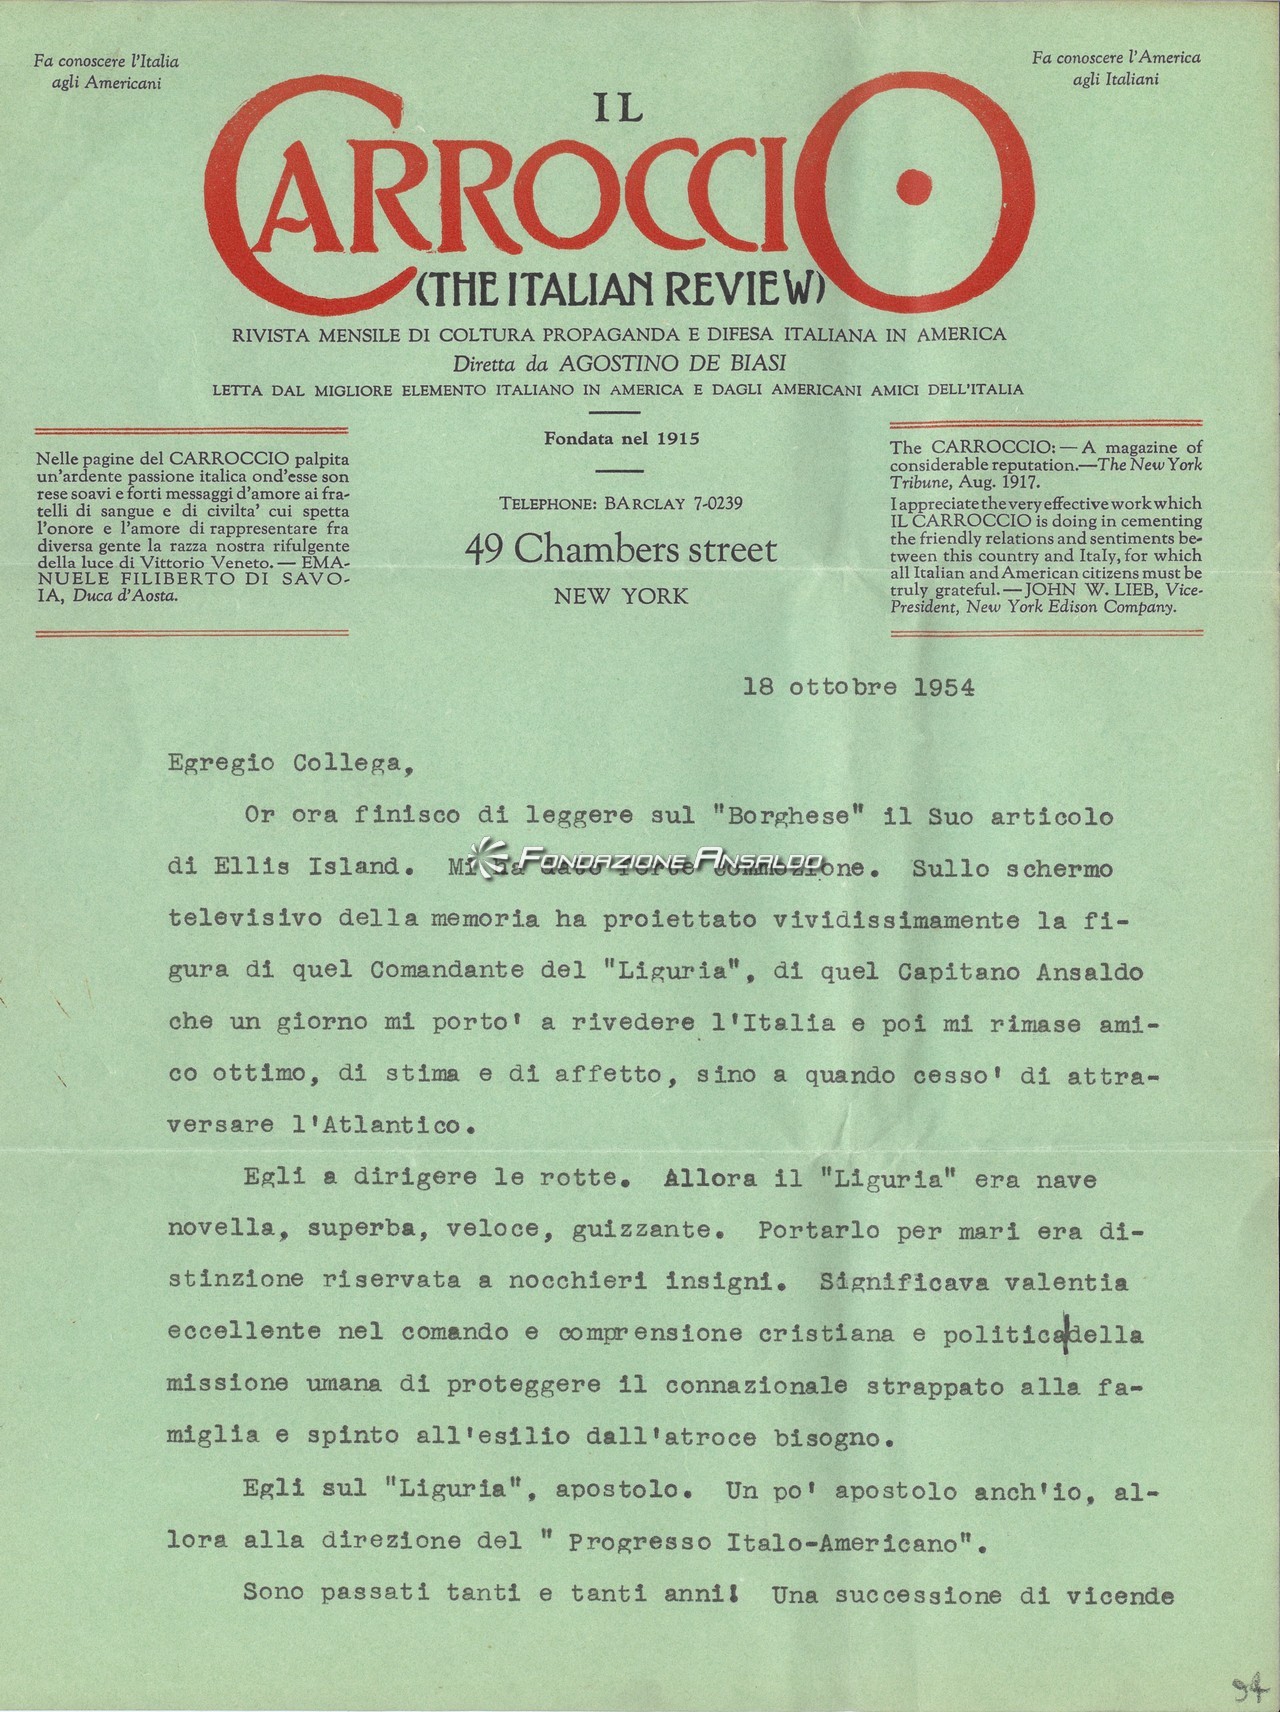 Fa conoscere l'Italia
agli Americani
Fa conoscere l'America
agli Italiani
IL
CARROCCIO
(THE ITALIAN REVIEW)
RIVISTA MENSILE DI COLTURA PROPAGANDA E DIFESA ITALIANA IN AMERICA
Diretta da AGOSTINO DE BIASI
LETTA DAL MIGLIORE ELEMENTO ITALIANO IN AMERICA E DAGLI AMERICANI AMICI DELL'ITALIA
Nelle pagine del CARROCCIO palpita
un'ardente passione italica ond'esse son
rese soavi e forti messaggi d'amore ai fra-
telli di sangue e di civilta' cui spetta
l'onore e l'amore di rappresentare fra
diversa gente la razza nostra rifulgente
della luce di Vittorio Veneto. — EMA-
NUELE FILIBERTO DI SAVO-
IA, Duca d'Aosta.
Fondata nel 1915
TELEPHONE: BARCLAY 7-0239
49 Chambers street
NEW YORK
The CARROCCIO: — A magazine of
considerable reputation.—The New York
Tribune, Aug. 1917.
I appreciate the very effective work which
IL CARROCCIO is doing in cementing
the friendly relations and sentiments be-
tween this country and Italy, for which
all Italian and American citizens must be
truly grateful. — JOHN W. LIEB, Vice-
President, New York Edison Company.
18 ottobre 1954
Egregio Collega,
Or ora finisco di leggere sul "Borghese" il Suo articolo
di Ellis Island. Mi ha dato forte commozione. Sullo schermo
FONDAZIONE ANSALDO
televisivo della memoria ha proiettato vividissimamente la fi-
gura di quel Comandante del "Liguria", di quel Capitano Ansaldo
che un giorno mi porto' a rivedere l'Italia e poi mi rimase ami-
co ottimo, di stima e di affetto, sino a quando cesso' di attra-
versare l'Atlantico.
Egli a dirigere le rotte. Allora il "Liguria" era nave
novella, superba, veloce, guizzante. Portarlo per mari era di-
stinzione riservata a nocchieri insigni. Significava valentia
eccellente nel comando e comprensione cristiana e politica|della
missione umana di proteggere il connazionale strappato alla fa-
miglia e spinto all'esilio dall'atroce bisogno.
Egli sul "Liguria", apostolo. Un po' apostolo anch'io, al-
lora alla direzione del " Progresso Italo-Americano".
Sono passati tanti e tanti anni! Una successione di vicende
94